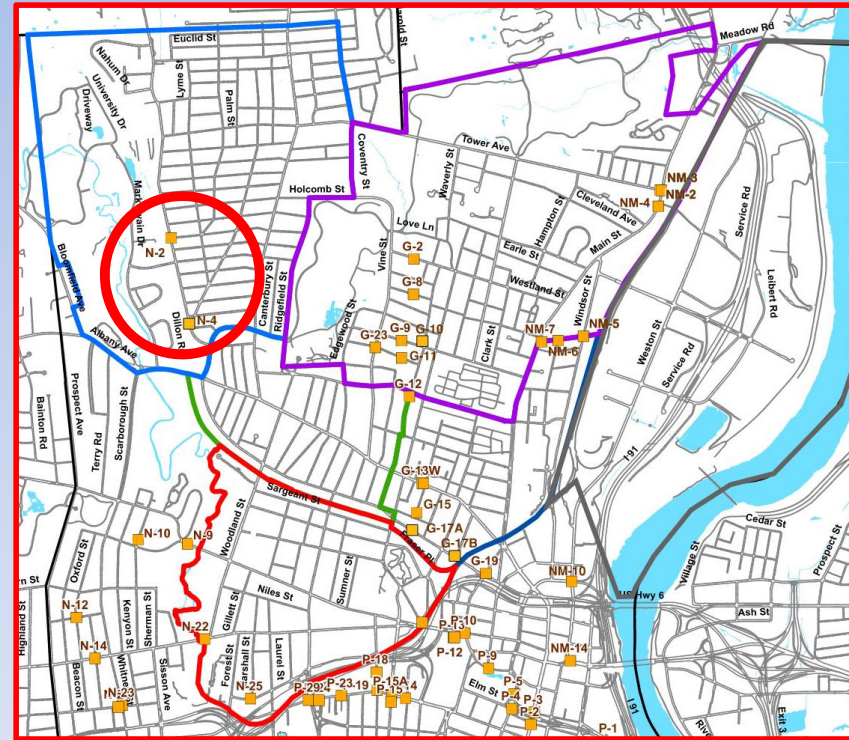 Euclid St
Harold St
Meadow Rd
Nahum Dr
University Dr
Driveway
Lyme St
Palm St
Coventry St
Tower Ave
Waverly St
Holcomb St
NM-3
NM-2
NM-4
Cleveland Ave
Hampton St
Main St
Service Rd
Love Ln
Earle St
Vine St
G-2
N-2
Bloomfield Ave
Canterbury St
Ridgefield St
Westland St
Windsor St
Leibert Rd
G-8
N-4
Dillon R
Edgewood St
G-9
G-10
G-23
G-11
Clark St
NM-7
NM-6
NM-5
Weston St
Service Rd
Albany Ave
G-12
Prospect Ave
Scarborough St
Bainton Rd
Terry Rd
I 91
G-13W
Sargeant St
G-15
G-17A
G-17B
Cedar St
Woodland St
N-10
N-9
Oxford St
Village St
Prospect St
Sumner St
G-19
NM-10
US Hwy 6
Ash St
Niles St
N-12
Kenyon St
Sherman St
Gillett St
N-22
P-10
P-12
Highland St
N-14
Laurel St
Forest St
Marshall St
P-9
NM-14
P-18
P-5
Whitne
Beacon St
Sisson Ave
N-23
N-25
P-29
P-23
P-15A
P-15
Elm St
P-4
P-3
P-2
P-1
I 91
Exit 3